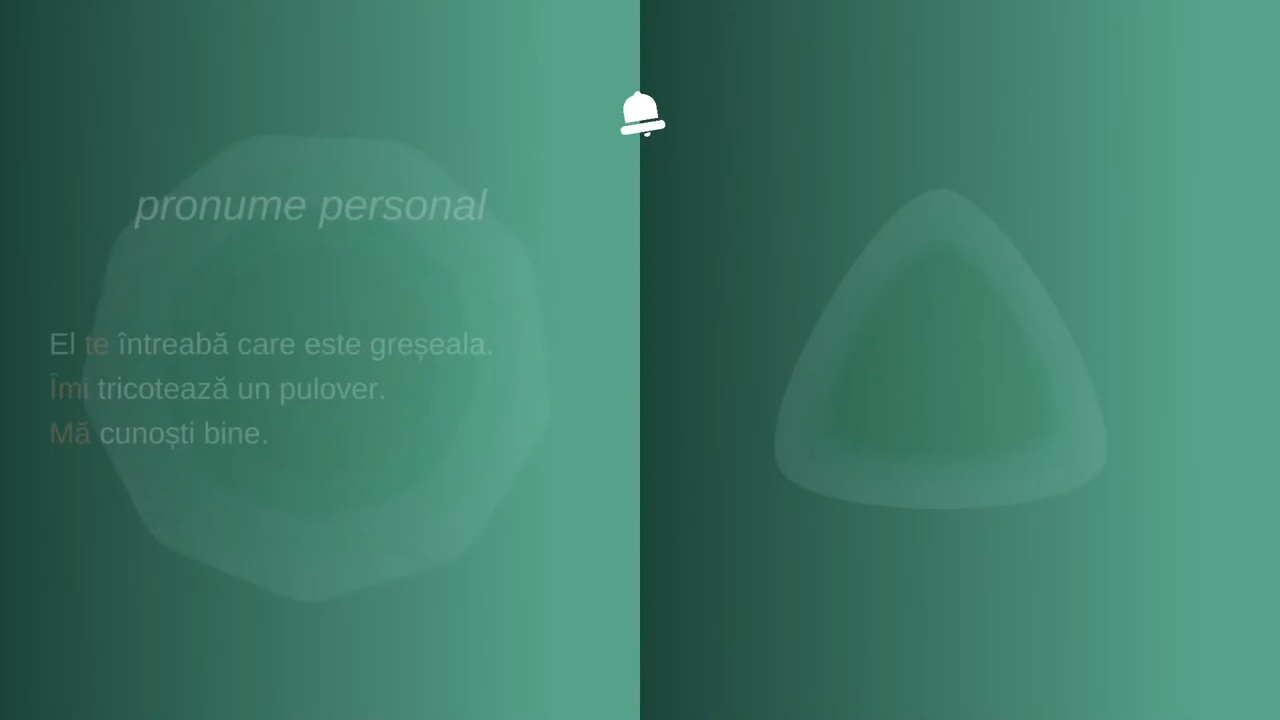 pronume personal
El te întreabă care este greșeala.
Îmi tricotează un pulover.
Mă cunoști bine.